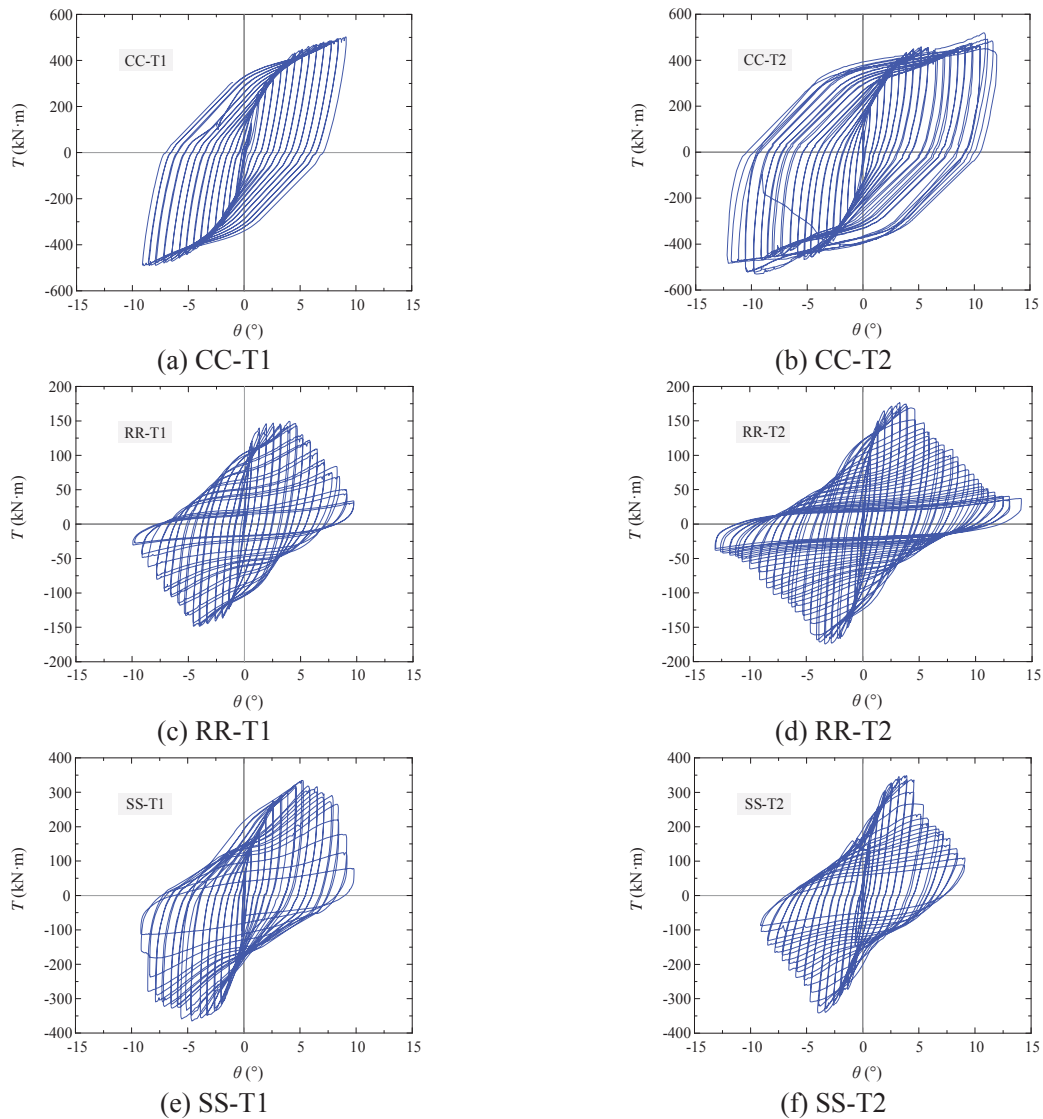 600
400
200
0
-200
-400
-600
T (kN·m)
CC-T1
-15 -10 -5 0 5 10 15
θ (°)
(a) CC-T1
600
400
200
0
-200
-400
-600
T (kN·m)
CC-T2
-15 -10 -5 0 5 10 15
θ (°)
(b) CC-T2
200
150
100
50
0
-50
-100
-150
-200
T (kN·m)
RR-T1
-15 -10 -5 0 5 10 15
θ (°)
(c) RR-T1
200
150
100
50
0
-50
-100
-150
-200
T (kN·m)
RR-T2
-15 -10 -5 0 5 10 15
θ (°)
(d) RR-T2
400
300
200
100
0
-100
-200
-300
-400
T (kN·m)
SS-T1
-15 -10 -5 0 5 10 15
θ (°)
(e) SS-T1
400
300
200
100
0
-100
-200
-300
-400
T (kN·m)
SS-T2
-15 -10 -5 0 5 10 15
θ (°)
(f) SS-T2